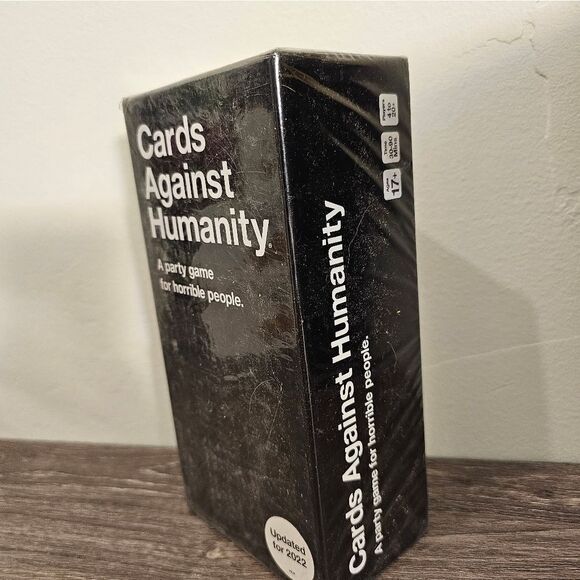 Cards
Against
Humanity®
A party game
for horrible people.
Updated
for 2022
Cards Against Humanity
A party game for horrible people.
Ages
17+
Time
30-90
Mins
Players
4 to
20+